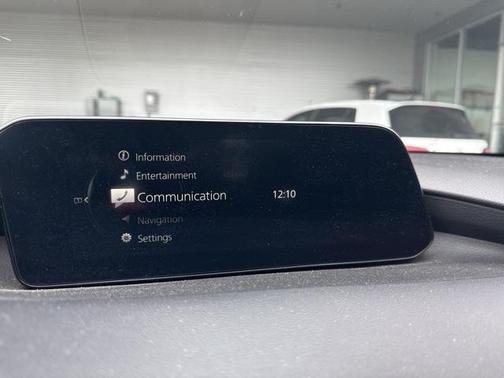 Information
Entertainment
Communication 12:10
Navigation
Settings